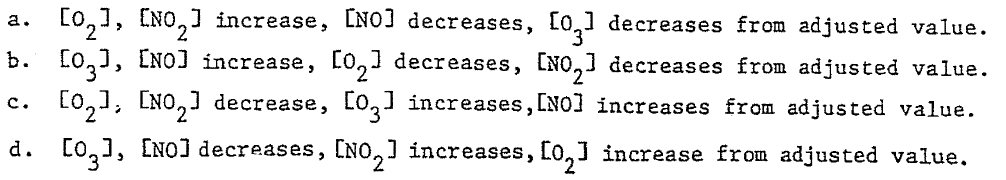 a. [O₂], [NO₂] increase, [NO] decreases, [O₃] decreases from adjusted value.
b. [O₃], [NO] increase, [O₂] decreases, [NO₂] decreases from adjusted value.
c. [O₂], [NO₂] decrease, [O₃] increases,[NO] increases from adjusted value.
d. [O₃], [NO] decreases, [NO₂] increases,[O₂] increase from adjusted value.